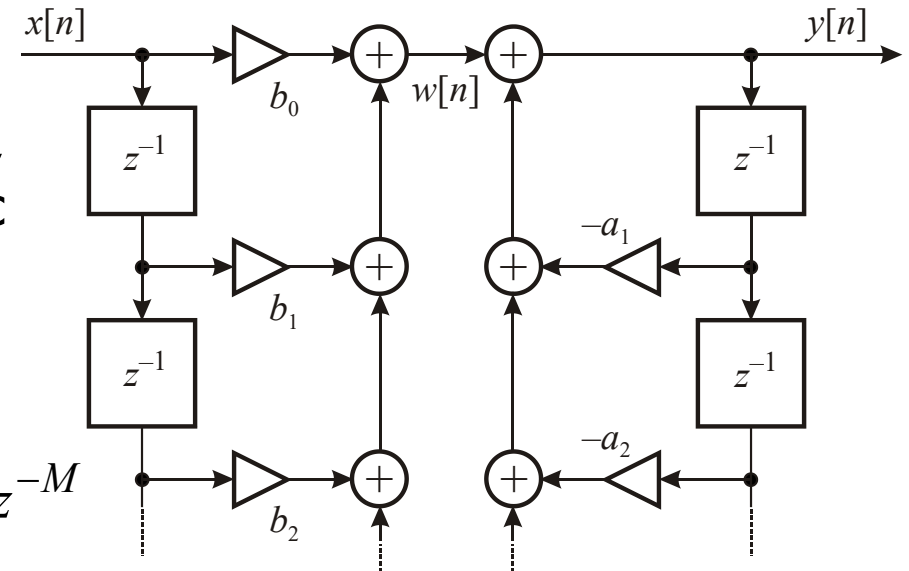 x[n] y[n]
+ +
b₀ w[n]
z⁻¹ z⁻¹
–a₁
+ +
b₁
z⁻¹ z⁻¹
–a₂
z⁻ᴹ + +
b₂